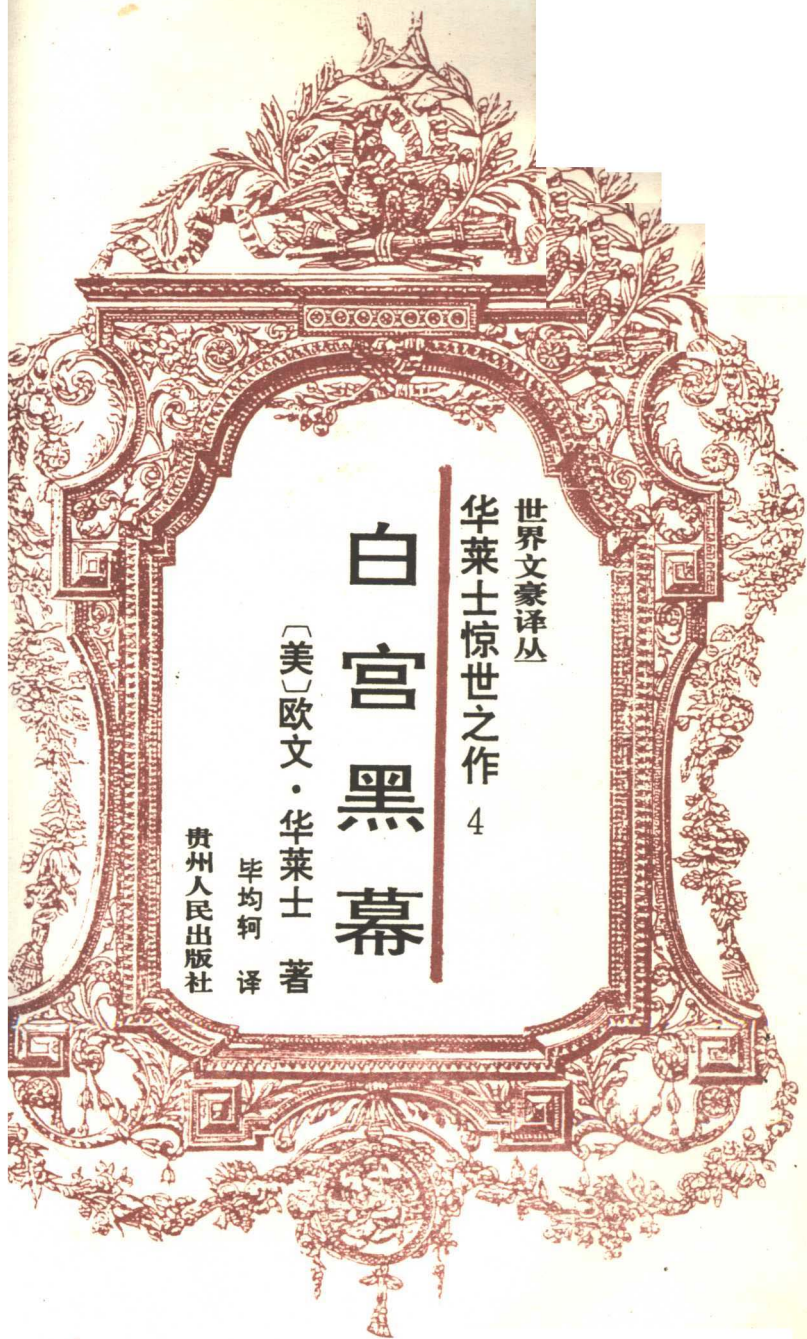 世界文豪译丛
华莱士惊世之作 4
白宫黑幕
〔美〕欧文·华莱士 著
毕均轲 译
贵州人民出版社